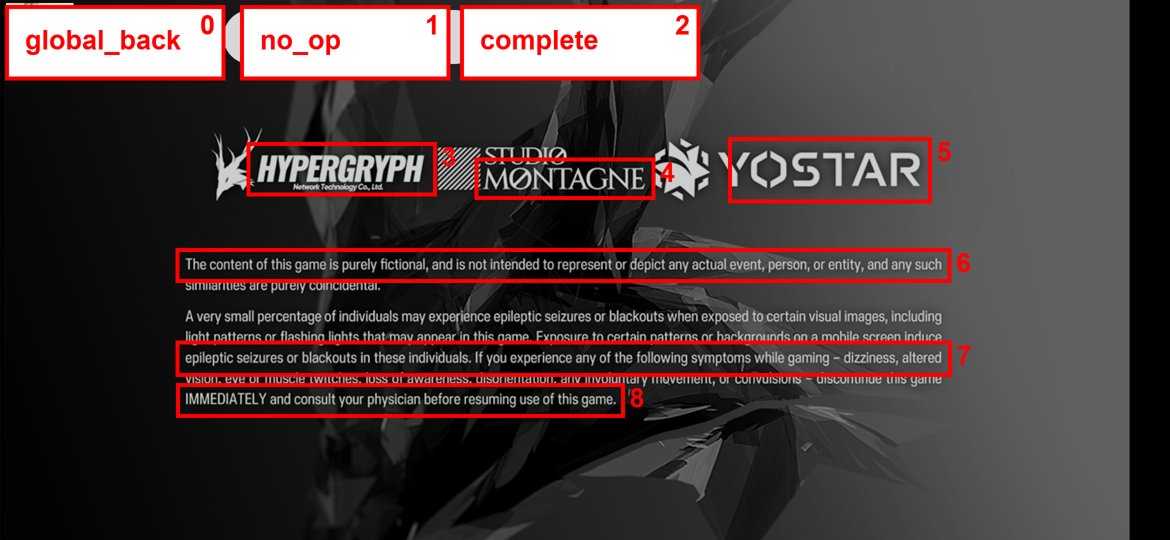 global_back 0
no_op 1
complete 2
HYPERGRYPH 3
Network Technology Co., Ltd.
STUDIO
MONTAGNE 4
YOSTAR 5
The content of this game is purely fictional, and is not intended to represent or depict any actual event, person, or entity, and any such 6
similarities are purely coincidental.
A very small percentage of individuals may experience epileptic seizures or blackouts when exposed to certain visual images, including
light patterns or flashing lights that may appear in this game. Exposure to certain patterns or backgrounds on a mobile screen induce
epileptic seizures or blackouts in these individuals. If you experience any of the following symptoms while gaming – dizziness, altered 7
vision, eye or muscle twitches, loss of awareness, disorientation, any involuntary movement, or convulsions – discontinue this game
IMMEDIATELY and consult your physician before resuming use of this game. 8